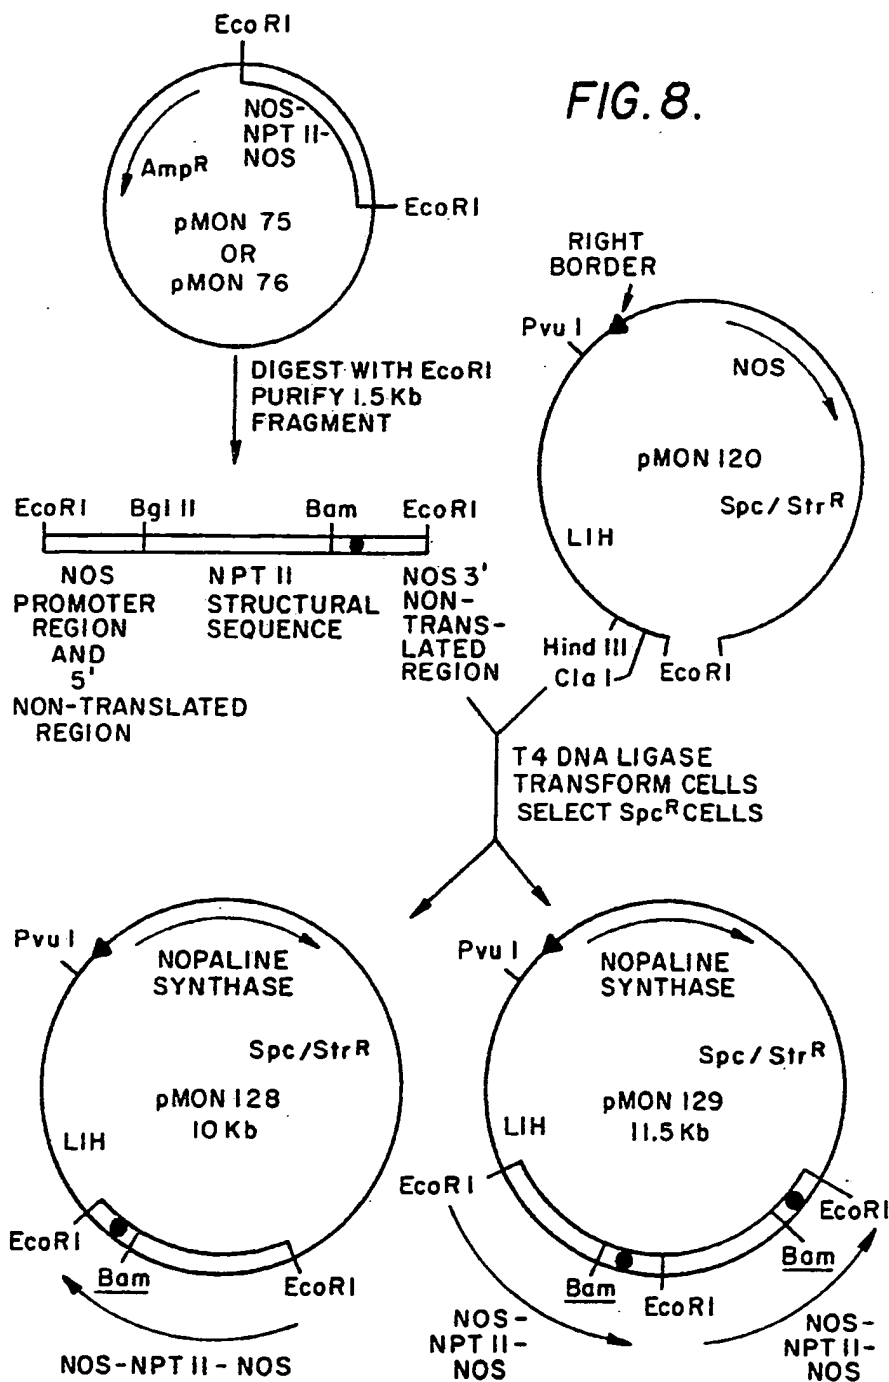 FIG. 8.
Eco RI
NOS-
NPT II-
NOS
AmpR
EcoRI
pMON 75
OR
pMON 76
RIGHT
BORDER
Pvu I
NOS
pMON 120
Spc/StrR
LIH
Hind III
Cla I
EcoRI
DIGEST WITH EcoRI
PURIFY 1.5 Kb
FRAGMENT
EcoRI
Bgl II
Bam
EcoRI
NOS
PROMOTER
REGION
AND
5'
NON-TRANSLATED
REGION
NPT II
STRUCTURAL
SEQUENCE
NOS 3'
NON-
TRANS-
LATED
REGION
T4 DNA LIGASE
TRANSFORM CELLS
SELECT SpcR CELLS
Pvu I
NOPALINE
SYNTHASE
Spc/StrR
pMON 128
10 Kb
LIH
EcoRI
Bam
EcoRI
NOS-NPT II-NOS
Pvu I
NOPALINE
SYNTHASE
Spc/StrR
pMON 129
11.5 Kb
LIH
EcoRI
Bam
EcoRI
Bam
EcoRI
NOS-
NPT II-
NOS
NOS-
NPT II-
NOS